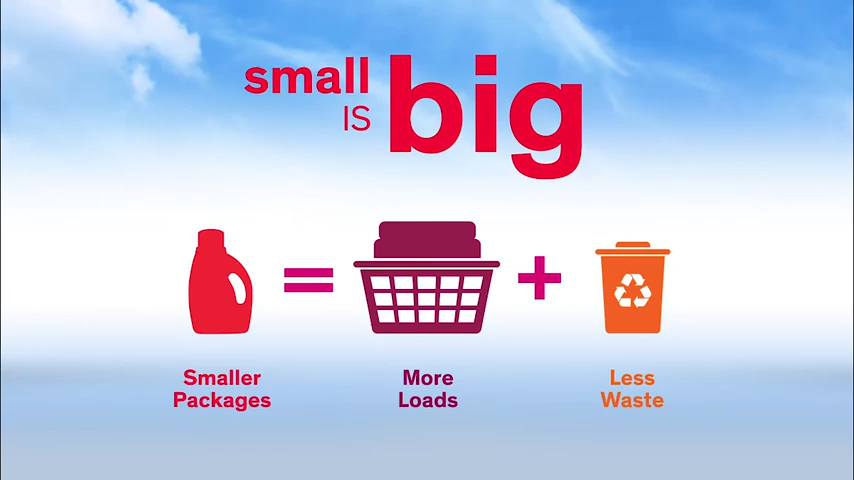 small
IS
big
=
+
Smaller
Packages
More
Loads
Less
Waste